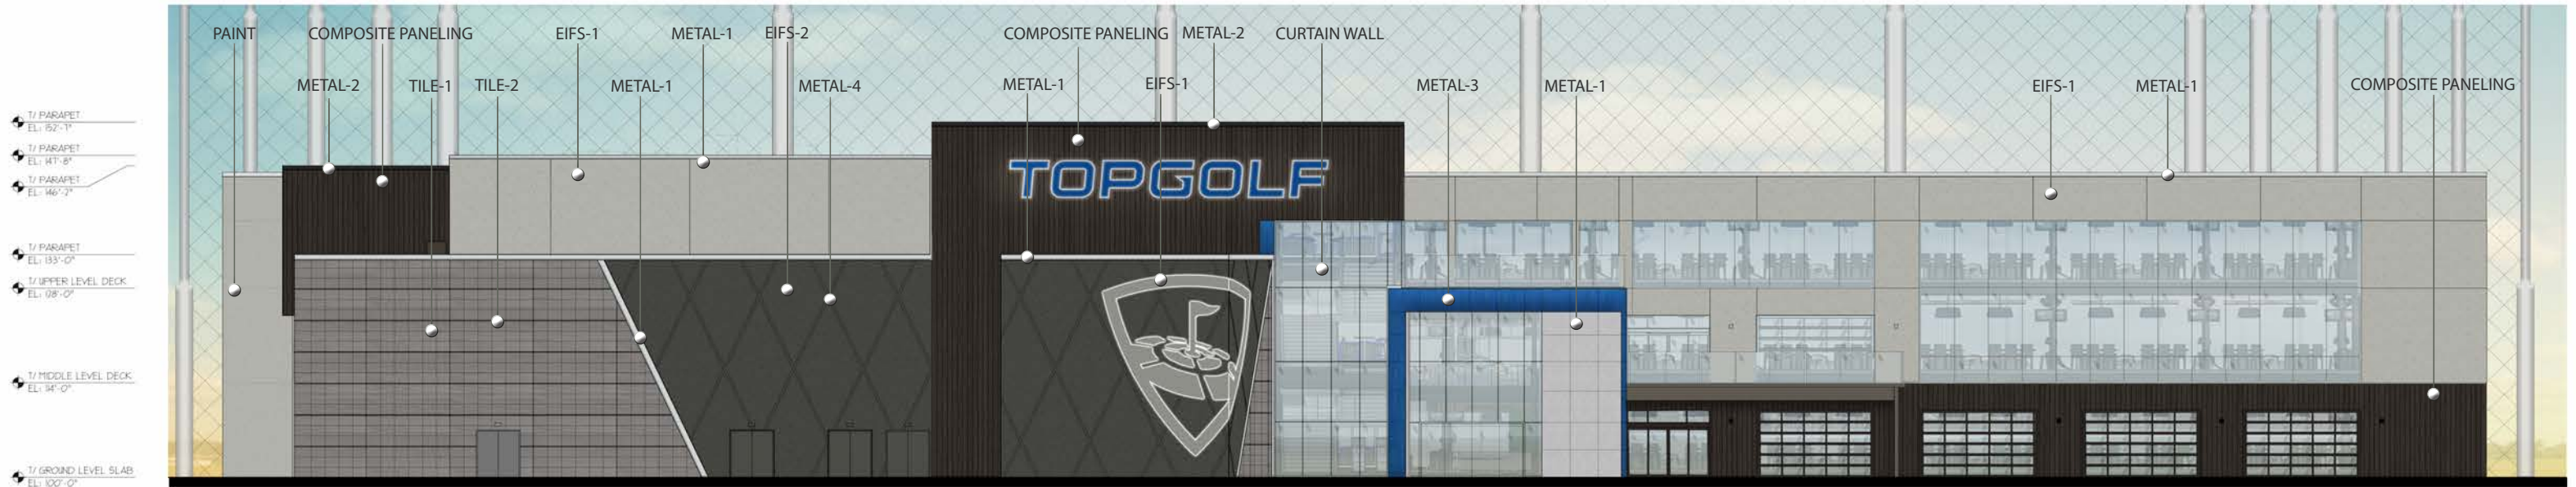 PAINT
COMPOSITE PANELING
EIFS-1
METAL-1
EIFS-2
COMPOSITE PANELING
METAL-2
CURTAIN WALL
METAL-2
TILE-1
TILE-2
METAL-1
METAL-4
METAL-1
EIFS-1
METAL-3
METAL-1
EIFS-1
METAL-1
COMPOSITE PANELING
T/ PARAPET
EL: 152'-1"
T/ PARAPET
EL: 147'-8"
T/ PARAPET
EL: 146'-2"
TOPGOLF
T/ PARAPET
EL: 133'-0"
T/ UPPER LEVEL DECK
EL: 128'-0"
T/ MIDDLE LEVEL DECK
EL: 114'-0"
T/ GROUND LEVEL SLAB
EL: 100'-0"